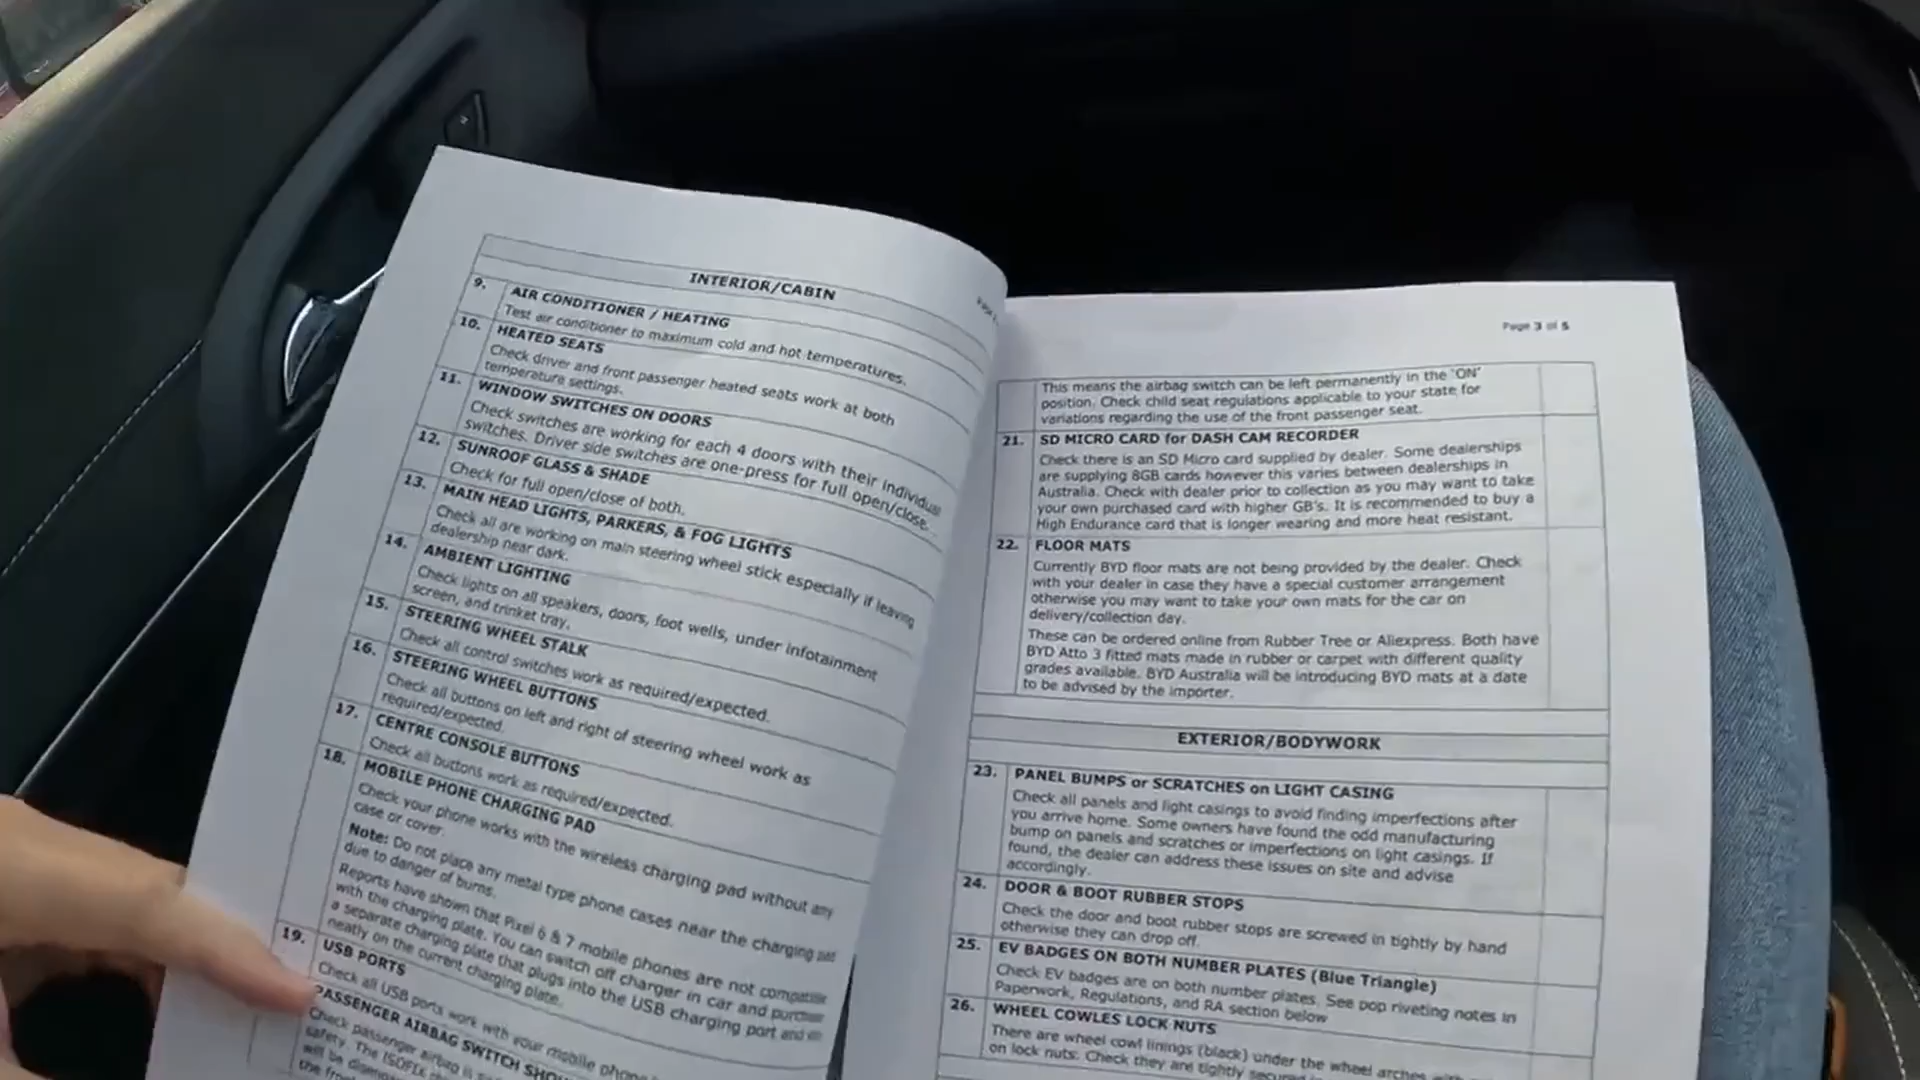 INTERIOR/CABIN
9. AIR CONDITIONER / HEATING
Test air conditioner to maximum cold and hot temperatures.
10. HEATED SEATS
Check driver and front passenger heated seats work at both
temperature settings.
11. WINDOW SWITCHES ON DOORS
Check switches are working for each 4 doors with their individual
switches. Driver side switches are one-press for full open/close.
12. SUNROOF GLASS & SHADE
Check for full open/close of both.
13. MAIN HEAD LIGHTS, PARKERS, & FOG LIGHTS
Check all are working on main steering wheel stick especially if leaving
dealership near dark.
14. AMBIENT LIGHTING
Check lights on all speakers, doors, foot wells, under infotainment
screen, and trinket tray.
15. STEERING WHEEL STALK
Check all control switches work as required/expected.
16. STEERING WHEEL BUTTONS
Check all buttons on left and right of steering wheel work as
required/expected.
17. CENTRE CONSOLE BUTTONS
Check all buttons work as required/expected.
18. MOBILE PHONE CHARGING PAD
Check your phone works with the wireless charging pad without any
case or cover.
Note: Do not place any metal type phone cases near the charging pad
due to danger of burns.
Reports have shown that Pixel 6 & 7 mobile phones are not compatible
with the charging plate. You can switch off charger in car and purchase
a separate charging plate that plugs into the USB charging port and
neatly on the current charging plate.
19. USB PORTS
Check all USB ports work with your mobile phone
PASSENGER AIRBAG SWITCH
Check passenger airbag is
safety. The ISOFIX
will be
the
Page 3 of 5
This means the airbag switch can be left permanently in the 'ON'
position. Check child seat regulations applicable to your state for
variations regarding the use of the front passenger seat.
21. SD MICRO CARD for DASH CAM RECORDER
Check there is an SD Micro card supplied by dealer. Some dealerships
are supplying 8GB cards however this varies between dealerships in
Australia. Check with dealer prior to collection as you may want to take
your own purchased card with higher GB's. It is recommended to buy a
High Endurance card that is longer wearing and more heat resistant.
22. FLOOR MATS
Currently BYD floor mats are not being provided by the dealer. Check
with your dealer in case they have a special customer arrangement
otherwise you may want to take your own mats for the car on
delivery/collection day.
These can be ordered online from Rubber Tree or Aliexpress. Both have
BYD Atto 3 fitted mats made in rubber or carpet with different quality
grades available. BYD Australia will be introducing BYD mats at a date
to be advised by the importer.
EXTERIOR/BODYWORK
23. PANEL BUMPS or SCRATCHES on LIGHT CASING
Check all panels and light casings to avoid finding imperfections after
you arrive home. Some owners have found the odd manufacturing
bump on panels and scratches or imperfections on light casings. If
found, the dealer can address these issues on site and advise
accordingly.
24. DOOR & BOOT RUBBER STOPS
Check the door and boot rubber stops are screwed in tightly by hand
otherwise they can drop off.
25. EV BADGES ON BOTH NUMBER PLATES (Blue Triangle)
Check EV badges are on both number plates. See pop riveting notes in
Paperwork, Regulations, and RA section below
26. WHEEL COWLES LOCK NUTS
There are wheel cowl linings (black) under the wheel arches
on lock nuts. Check they are tightly secured